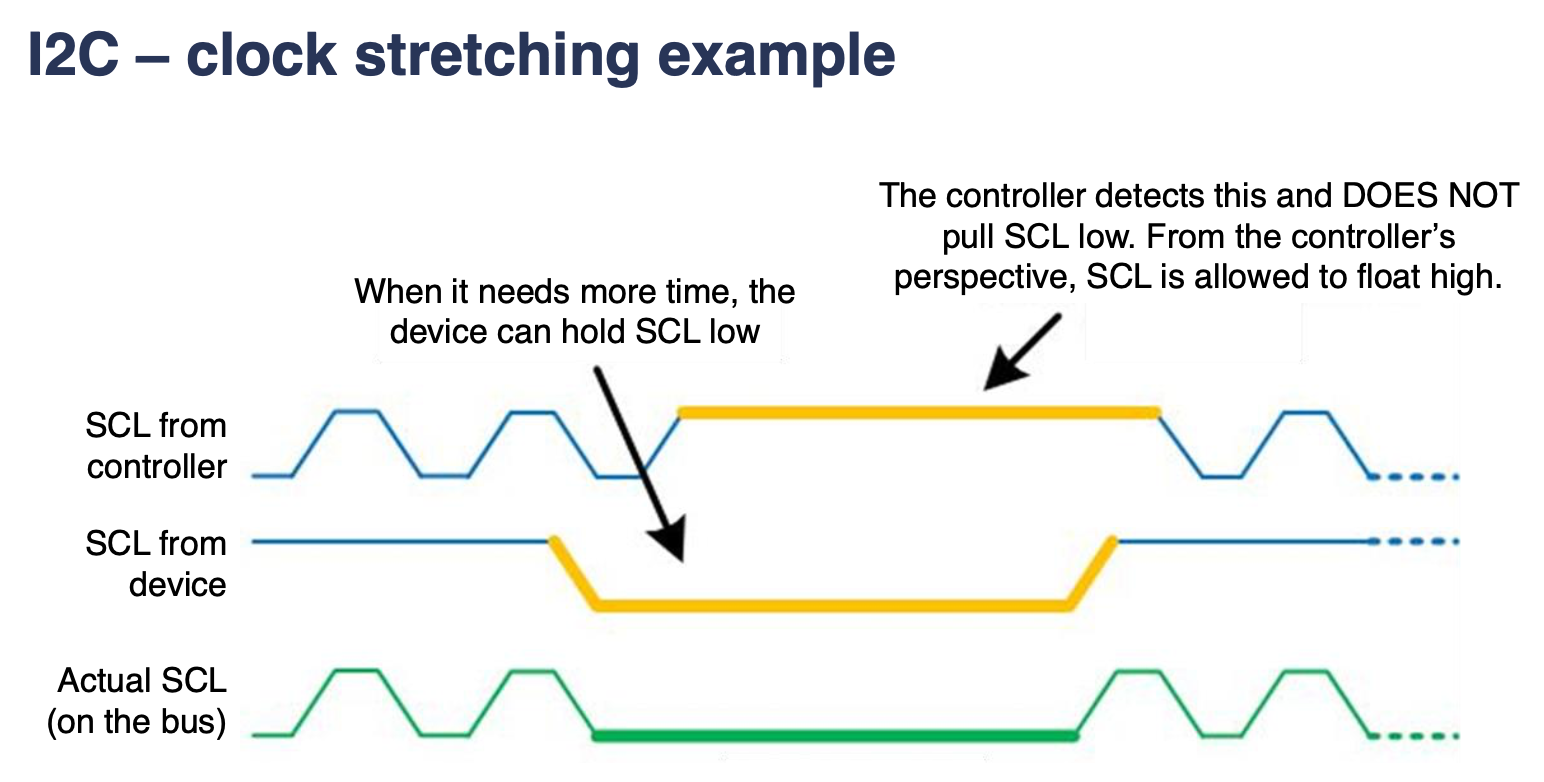 I2C – clock stretching example
The controller detects this and DOES NOT
pull SCL low. From the controller’s
perspective, SCL is allowed to float high.
When it needs more time, the
device can hold SCL low
SCL from
controller
SCL from
device
Actual SCL
(on the bus)